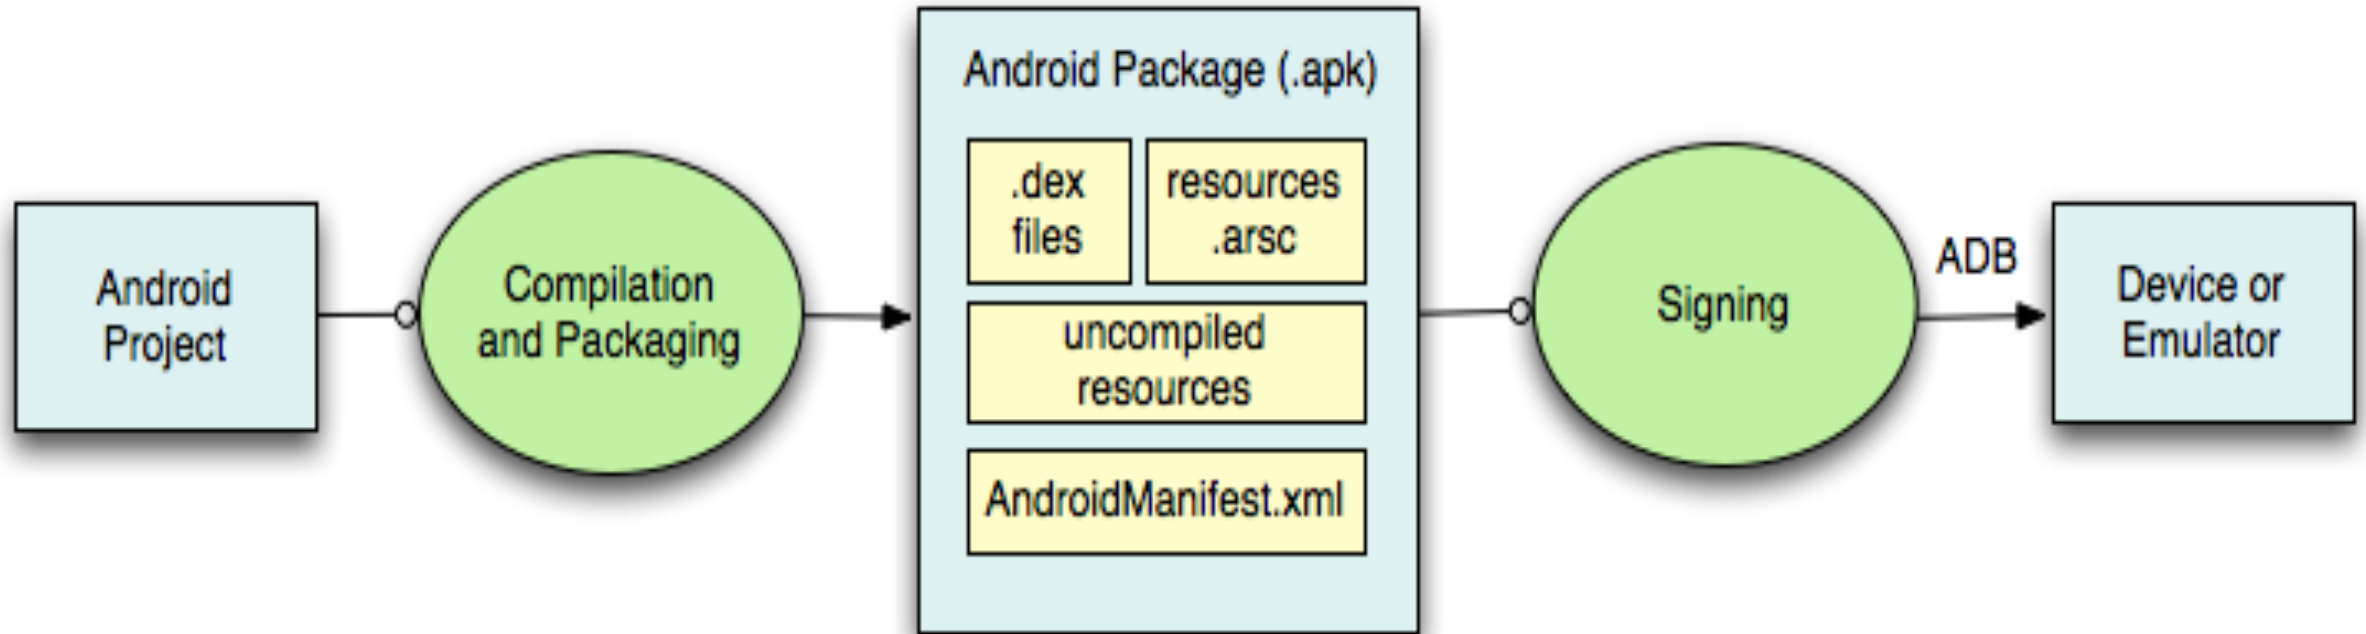 Android
Project
Compilation
and Packaging
Android Package (.apk)
.dex
files
resources
.arsc
uncompiled
resources
AndroidManifest.xml
Signing
ADB
Device or
Emulator